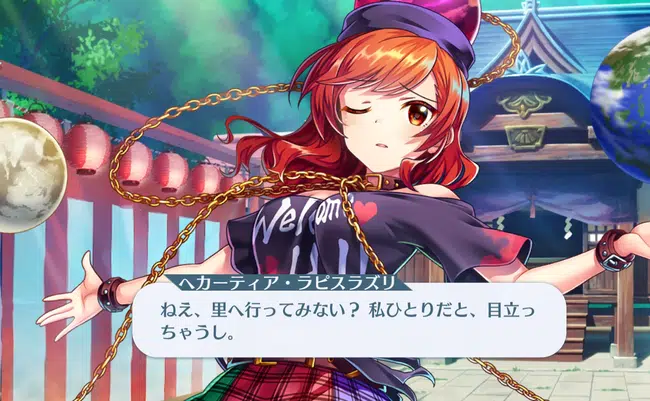 Welcome
ヘカーティア・ラピスラズリ
ねえ、里へ行ってみない？ 私ひとりだと、目立っ
ちゃうし。